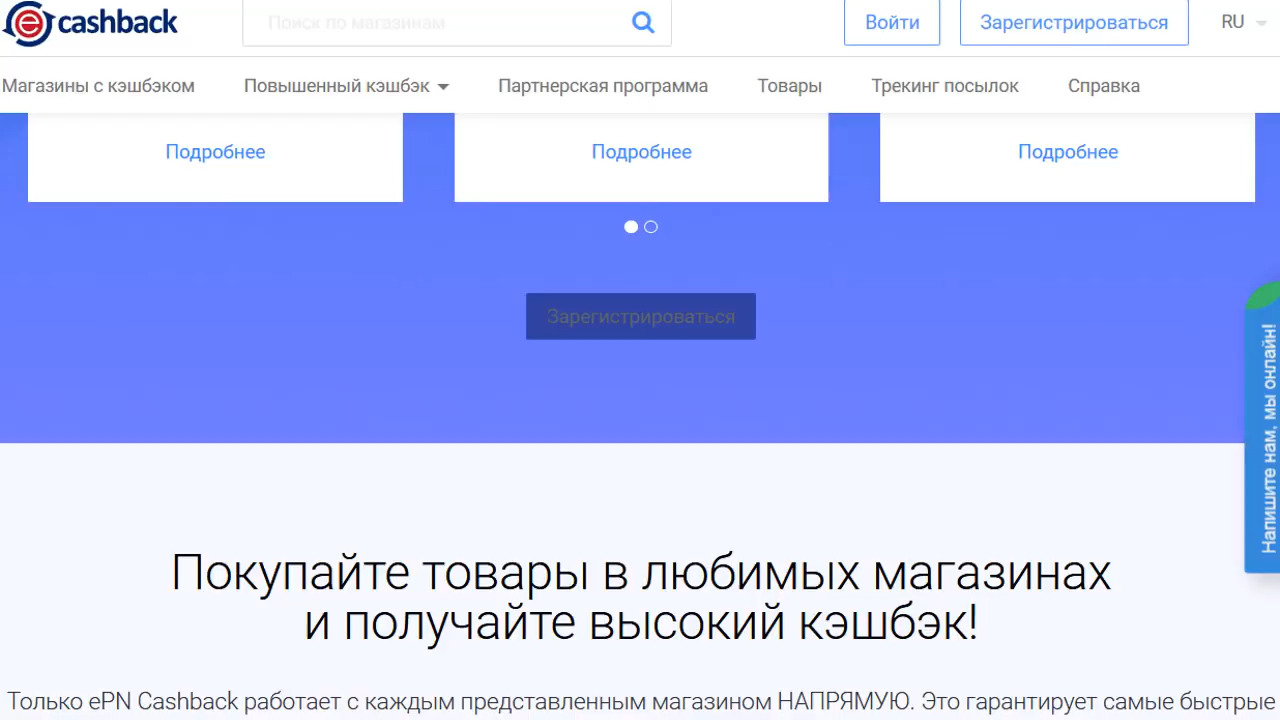 e cashback
Поиск по магазинам
Войти
Зарегистрироваться
RU
Магазины с кэшбэком
Повышенный кэшбэк
Партнерская программа
Товары
Трекинг посылок
Справка
Подробнее
Подробнее
Подробнее
Зарегистрироваться
Напишите нам, мы онлайн!
Покупайте товары в любимых магазинах
и получайте высокий кэшбэк!
Только ePN Cashback работает с каждым представленным магазином НАПРЯМУЮ. Это гарантирует самые быстрые